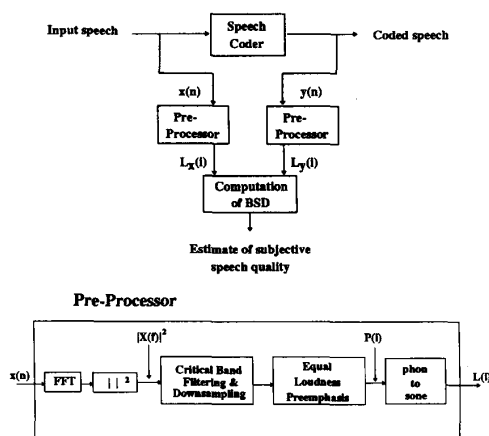 Input speech
Speech
Coder
Coded speech
x(n)
y(n)
Pre-
Processor
Pre-
Processor
Lx(i)
Ly(i)
Computation
of BSD
Estimate of subjective
speech quality
Pre-Processor
|X(f)|²
P(i)
x(n)
FFT
| | ²
Critical Band
Filtering &
Downsampling
Equal
Loudness
Preemphasis
phon
to
sone
L(i)